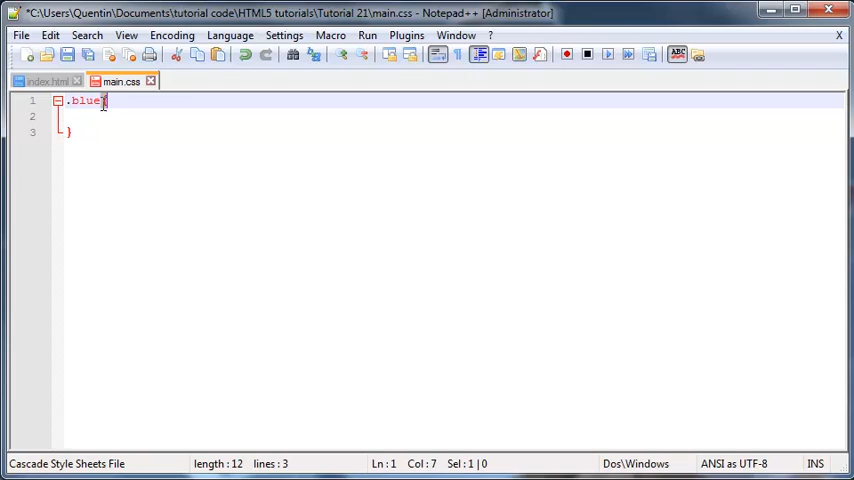 *C:\Users\Quentin\Documents\tutorial code\HTML5 tutorials\Tutorial 21\main.css - Notepad++ [Administrator]
File Edit Search View Encoding Language Settings Macro Run Plugins Window ? X
index.html main.css
1 .blue{
2
3 }
Cascade Style Sheets File length : 12 lines : 3 Ln : 1 Col : 7 Sel : 1 | 0 Dos\Windows ANSI as UTF-8 INS